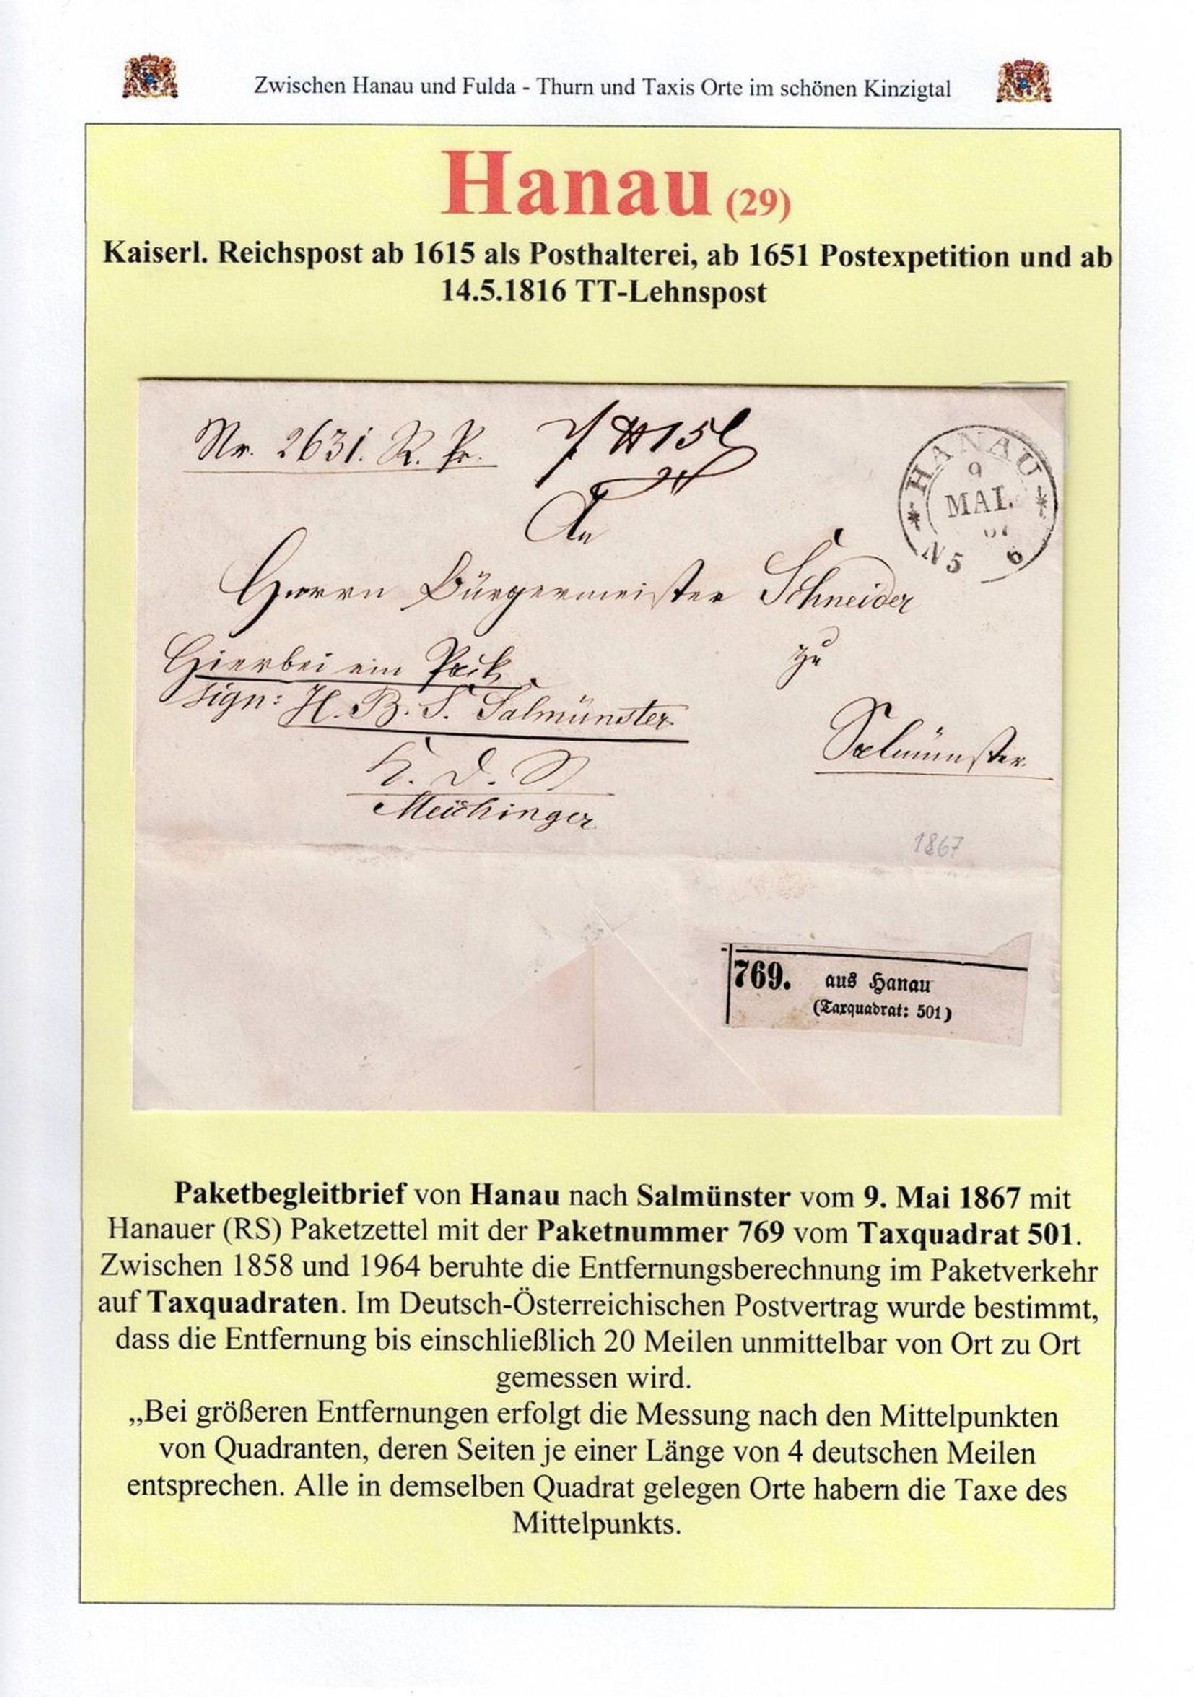 Zwischen Hanau und Fulda - Thurn und Taxis Orte im schönen Kinzigtal
Hanau (29)
Kaiserl. Reichspost ab 1615 als Posthalterei, ab 1651 Postexpetition und ab
14.5.1816 TT-Lehnspost
Nr. 2631. R. Pr.
HANAU
9
MAI.
N 5 6
An
Herrn Bürgermeister Schneider
zu
Salmünster
Hierbei ein Pack
sign: H. B. S. Salmünster
1867
769. aus Hanau
(Taxquadrat: 501)
Paketbegleitbrief von Hanau nach Salmünster vom 9. Mai 1867 mit
Hanauer (RS) Paketzettel mit der Paketnummer 769 vom Taxquadrat 501.
Zwischen 1858 und 1964 beruhte die Entfernungsberechnung im Paketverkehr
auf Taxquadraten. Im Deutsch-Österreichischen Postvertrag wurde bestimmt,
dass die Entfernung bis einschließlich 20 Meilen unmittelbar von Ort zu Ort
gemessen wird.
„Bei größeren Entfernungen erfolgt die Messung nach den Mittelpunkten
von Quadranten, deren Seiten je einer Länge von 4 deutschen Meilen
entsprechen. Alle in demselben Quadrat gelegen Orte habern die Taxe des
Mittelpunkts.